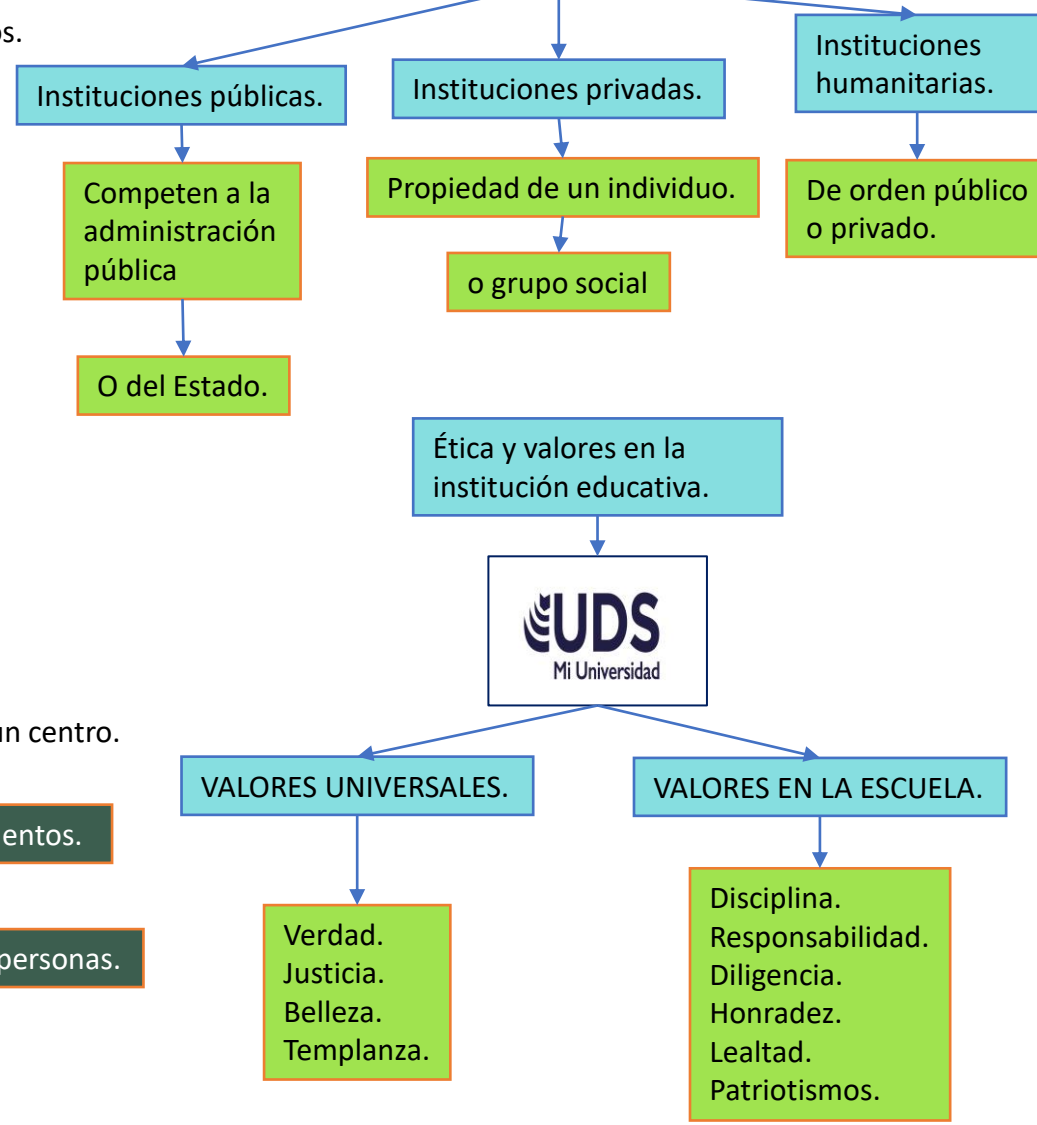 os.
Instituciones públicas.
Instituciones privadas.
Instituciones
humanitarias.
Competen a la
administración
pública
Propiedad de un individuo.
De orden público
o privado.
o grupo social
O del Estado.
Ética y valores en la
institución educativa.
UDS
Mi Universidad
un centro.
VALORES UNIVERSALES.
VALORES EN LA ESCUELA.
entos.
personas.
Verdad.
Justicia.
Belleza.
Templanza.
Disciplina.
Responsabilidad.
Diligencia.
Honradez.
Lealtad.
Patriotismos.